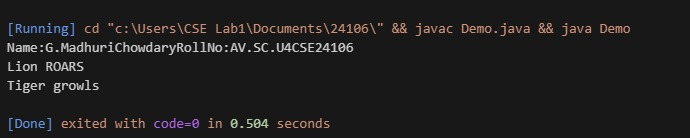 [Running] cd "c:\Users\CSE Lab1\Documents\24106\" && javac Demo.java && java Demo
Name:G.MadhuriChowdaryRollNo:AV.SC.U4CSE24106
Lion ROARS
Tiger growls
[Done] exited with code=0 in 0.504 seconds